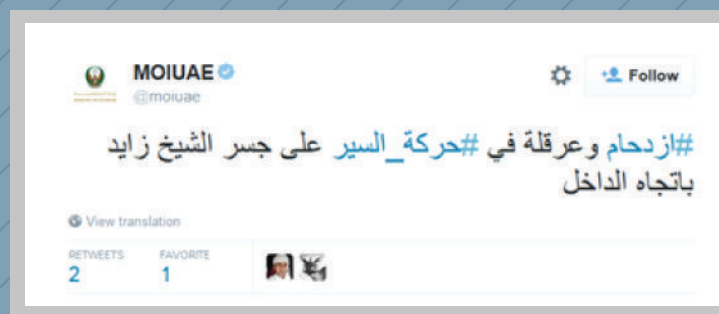 MOIUAE
@moiuae
Follow
#ازدحام وعرقلة في #حركة_السير على جسر الشيخ زايد
باتجاه الداخل
View translation
RETWEETS FAVORITE
2 1